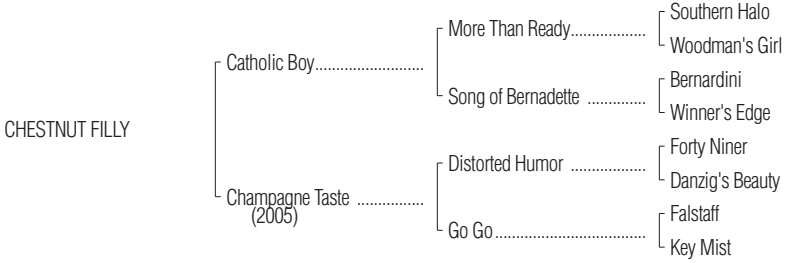 Southern Halo
More Than Ready..................
Woodman's Girl
Catholic Boy..........................
Bernardini
Song of Bernadette ..............
Winner's Edge
CHESTNUT FILLY
Forty Niner
Distorted Humor ..................
Danzig's Beauty
Champagne Taste ................
(2005)
Falstaff
Go Go....................................
Key Mist